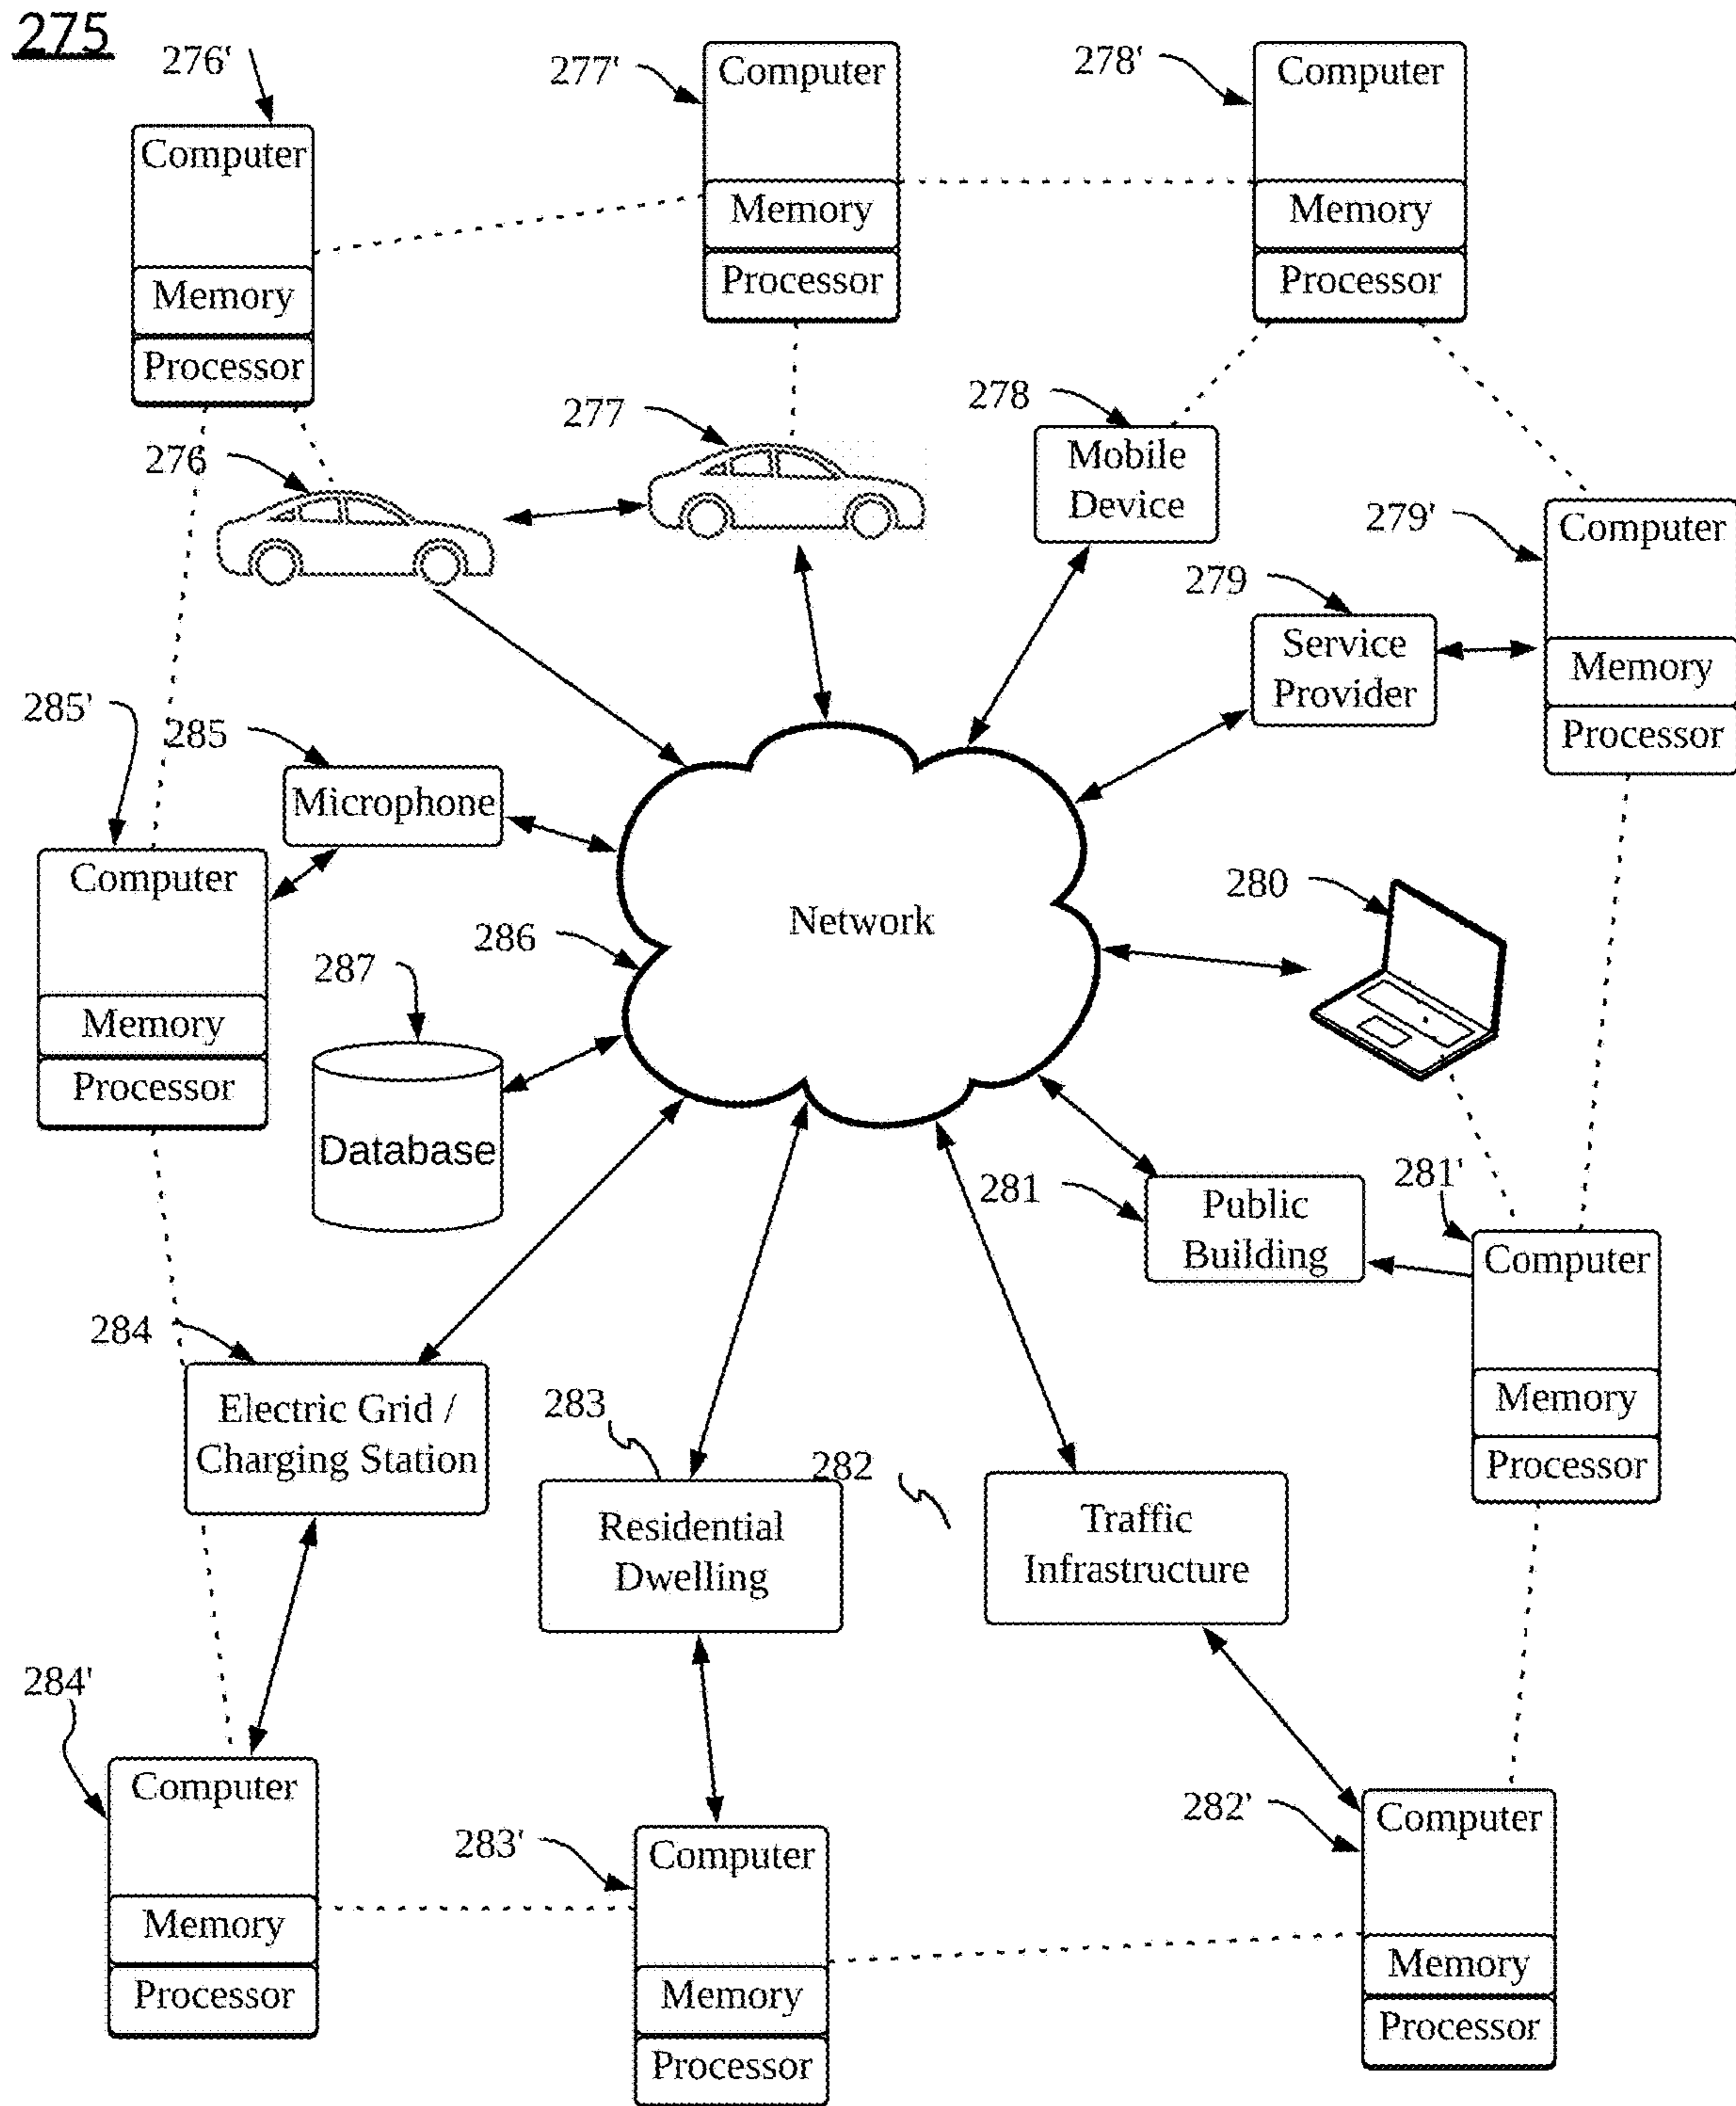 275
276'
277'
278'
Computer
Memory
Processor
Computer
Memory
Processor
Computer
Memory
Processor
276
277
278
Mobile
Device
279'
Computer
Memory
Processor
279
Service
Provider
285'
285
Microphone
Computer
Memory
Processor
286
Network
280
287
Database
281
Public
Building
281'
Computer
Memory
Processor
284
Electric Grid /
Charging Station
283
Residential
Dwelling
282
Traffic
Infrastructure
284'
Computer
Memory
Processor
283'
Computer
Memory
Processor
282'
Computer
Memory
Processor